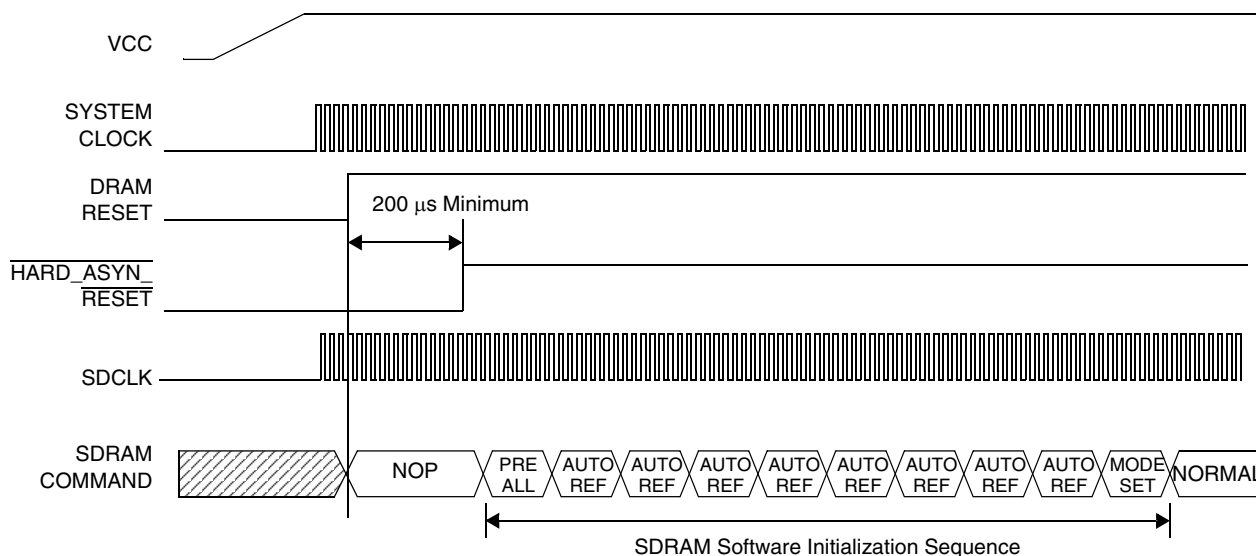 VCC
SYSTEM
CLOCK
DRAM
RESET
200 μs Minimum
HARD_ASYN_
RESET
SDCLK
SDRAM
COMMAND
NOP
PRE
ALL
AUTO
REF
AUTO
REF
AUTO
REF
AUTO
REF
AUTO
REF
AUTO
REF
AUTO
REF
AUTO
REF
MODE
SET
NORMAL
SDRAM Software Initialization Sequence